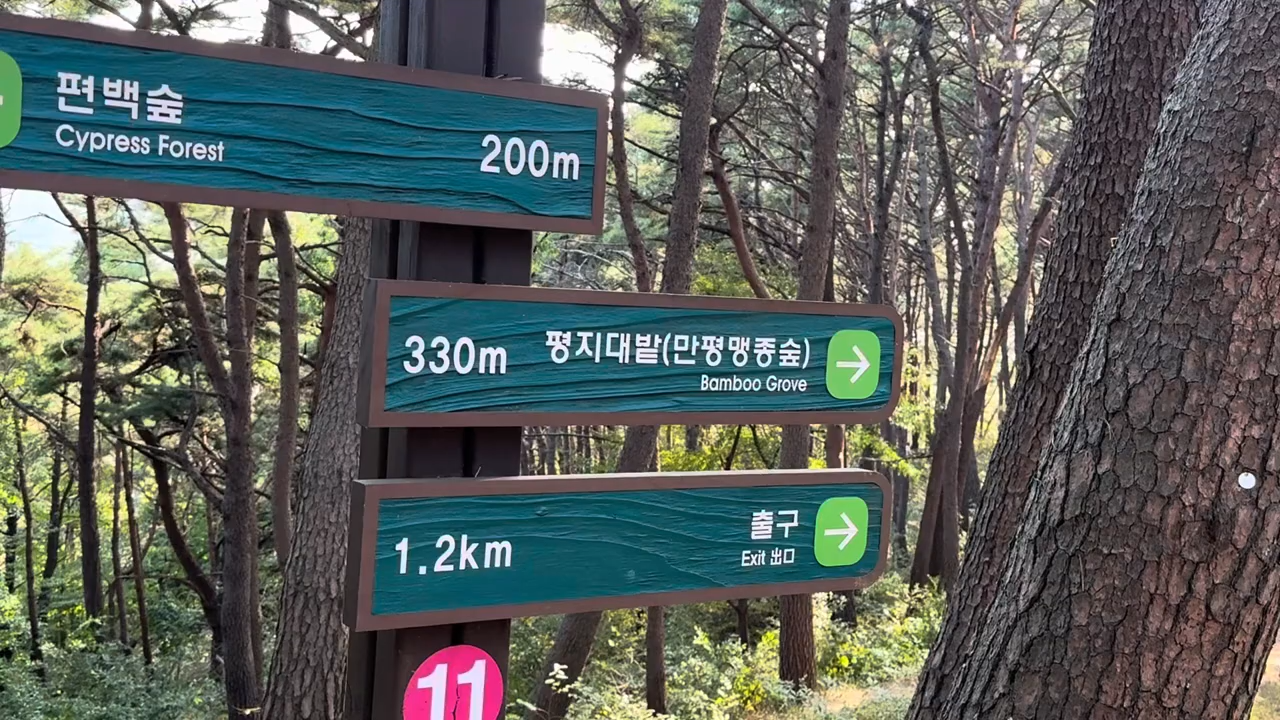 편백숲
Cypress Forest
200m
330m
평지대밭(만평맹종숲)
Bamboo Grove
1.2km
출구
Exit 出口
11